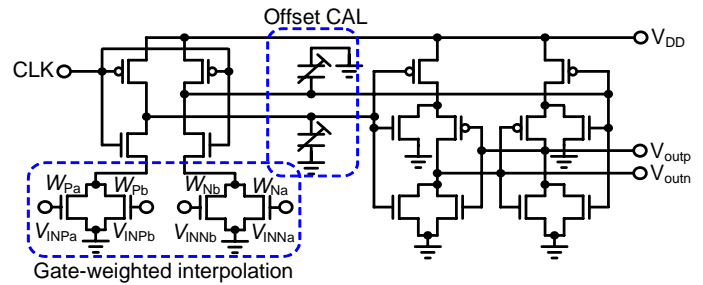 Offset CAL
V_DD
CLK
V_outp
V_outn
W_Pa W_Pb W_Nb W_Na
V_INPa V_INPb V_INNb V_INNa
Gate-weighted interpolation